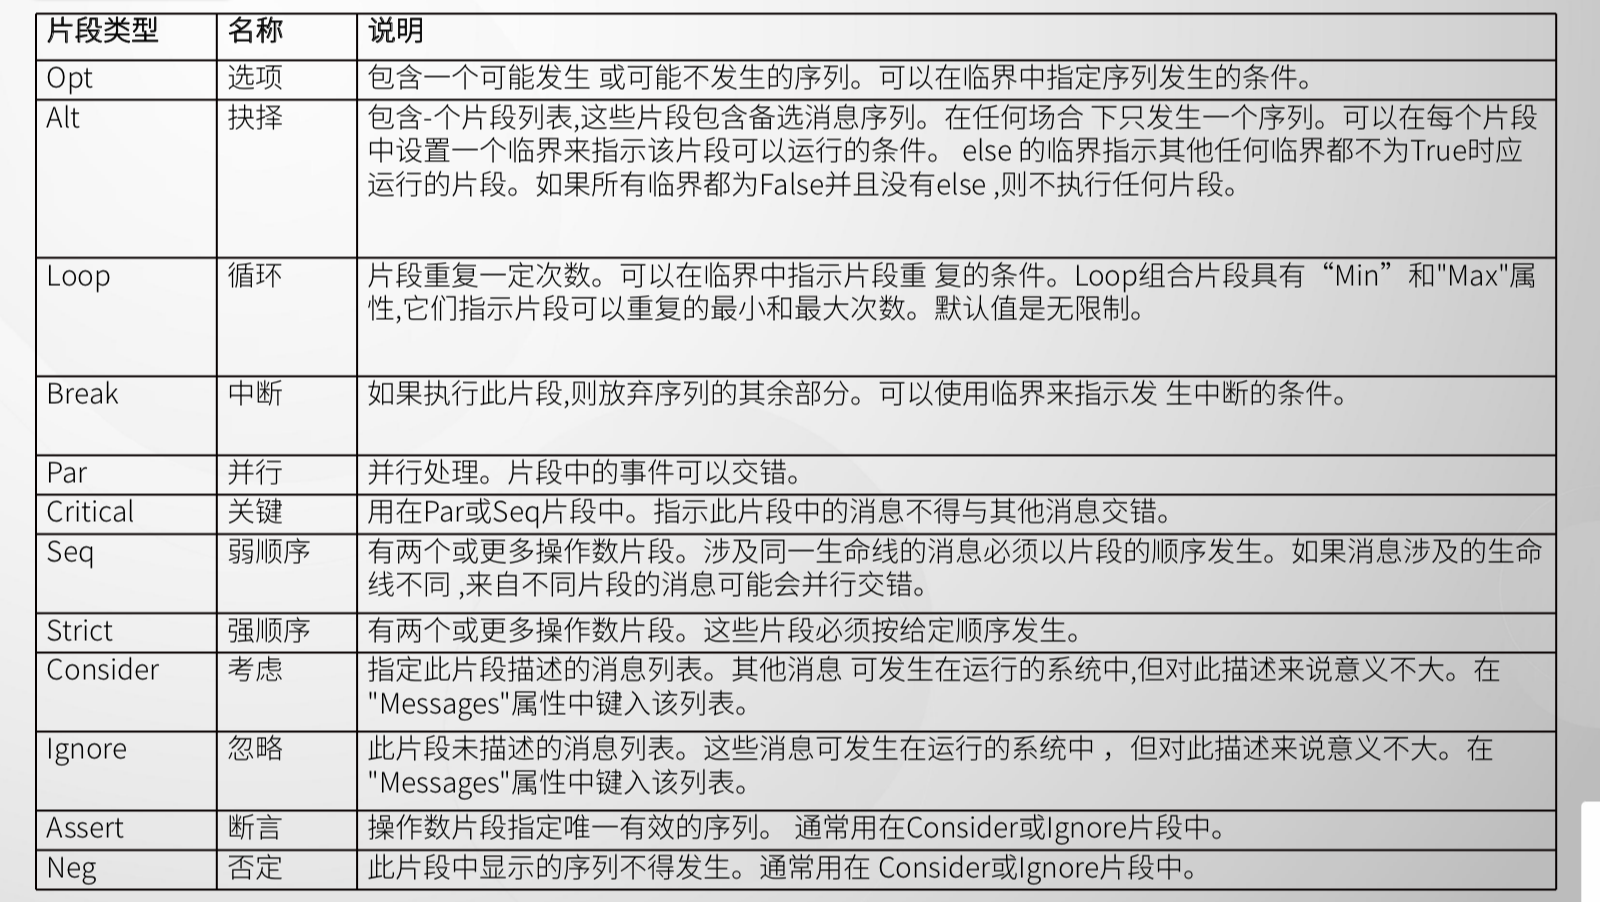 片段类型 名称 说明
Opt 选项 包含一个可能发生 或可能不发生的序列。可以在临界中指定序列发生的条件。
Alt 抉择 包含-个片段列表,这些片段包含备选消息序列。在任何场合 下只发生一个序列。可以在每个片段
中设置一个临界来指示该片段可以运行的条件。 else 的临界指示其他任何临界都不为True时应
运行的片段。如果所有临界都为False并且没有else ,则不执行任何片段。
Loop 循环 片段重复一定次数。可以在临界中指示片段重 复的条件。Loop组合片段具有“Min”和"Max"属
性,它们指示片段可以重复的最小和最大次数。默认值是无限制。
Break 中断 如果执行此片段,则放弃序列的其余部分。可以使用临界来指示发 生中断的条件。
Par 并行 并行处理。片段中的事件可以交错。
Critical 关键 用在Par或Seq片段中。指示此片段中的消息不得与其他消息交错。
Seq 弱顺序 有两个或更多操作数片段。涉及同一生命线的消息必须以片段的顺序发生。如果消息涉及的生命
线不同 ,来自不同片段的消息可能会并行交错。
Strict 强顺序 有两个或更多操作数片段。这些片段必须按给定顺序发生。
Consider 考虑 指定此片段描述的消息列表。其他消息 可发生在运行的系统中,但对此描述来说意义不大。在
"Messages"属性中键入该列表。
Ignore 忽略 此片段未描述的消息列表。这些消息可发生在运行的系统中 ，但对此描述来说意义不大。在
"Messages"属性中键入该列表。
Assert 断言 操作数片段指定唯一有效的序列。 通常用在Consider或Ignore片段中。
Neg 否定 此片段中显示的序列不得发生。通常用在 Consider或Ignore片段中。